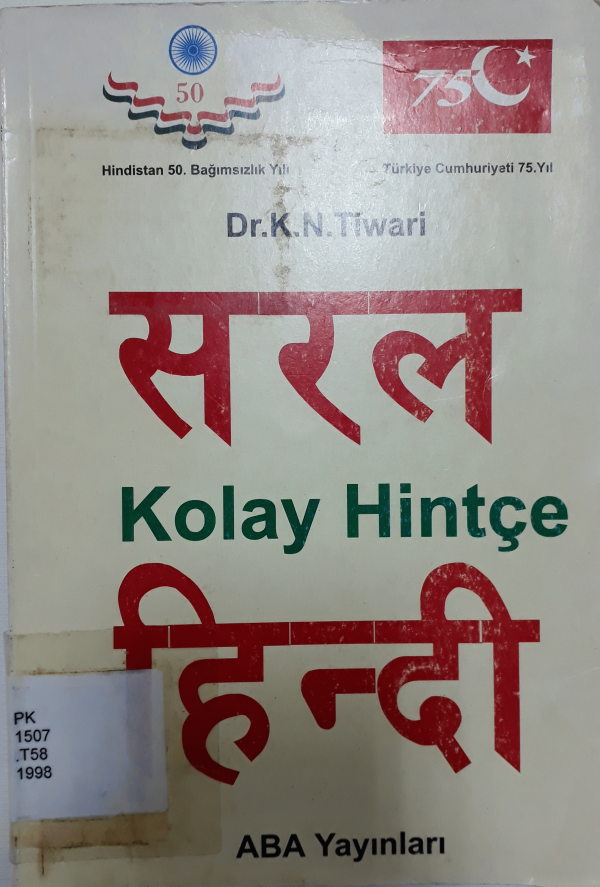 50
75
Hindistan 50. Bağımsızlık Yılı
Türkiye Cumhuriyeti 75.Yıl
Dr.K.N.Tiwari
सरल
Kolay Hintçe
हिन्दी
PK
1507
.T58
1998
ABA Yayınları